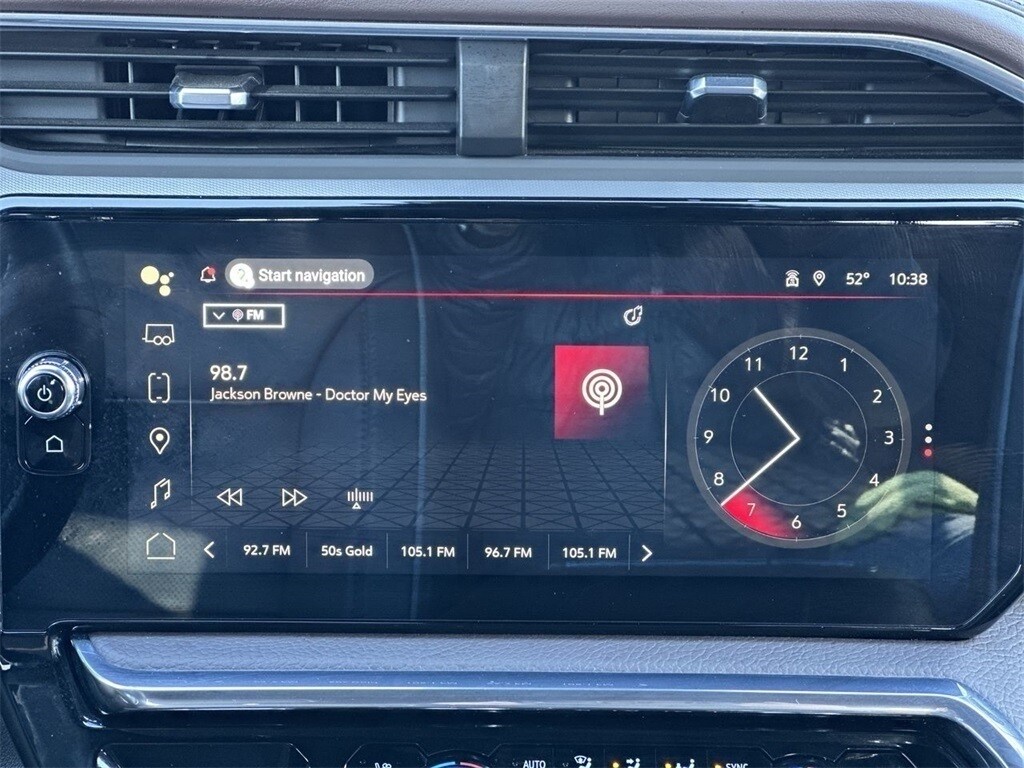 Start navigation
52° 10:38
FM
98.7
Jackson Browne - Doctor My Eyes
12
11 1
10 2
9 3
8 4
7 5
6
92.7 FM 50s Gold 105.1 FM 96.7 FM 105.1 FM
AUTO SYNC